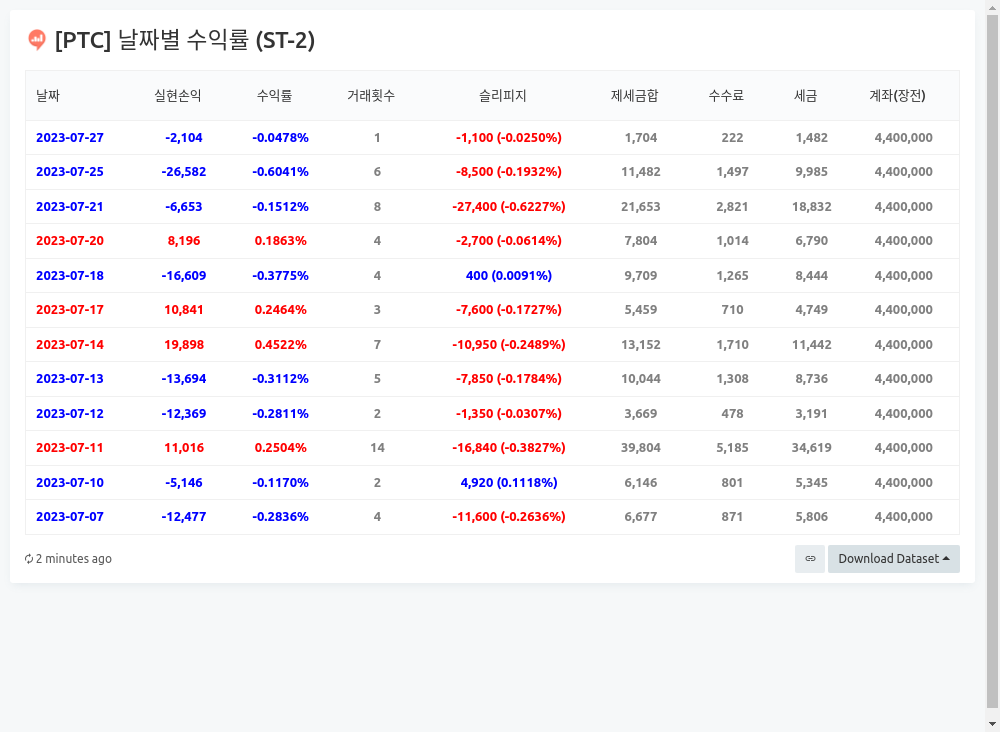 [PTC] 날짜별 수익률 (ST-2)
날짜 실현손익 수익률 거래횟수 슬리피지 제세금합 수수료 세금 계좌(장전)
2023-07-27 -2,104 -0.0478% 1 -1,100 (-0.0250%) 1,704 222 1,482 4,400,000
2023-07-25 -26,582 -0.6041% 6 -8,500 (-0.1932%) 11,482 1,497 9,985 4,400,000
2023-07-21 -6,653 -0.1512% 8 -27,400 (-0.6227%) 21,653 2,821 18,832 4,400,000
2023-07-20 8,196 0.1863% 4 -2,700 (-0.0614%) 7,804 1,014 6,790 4,400,000
2023-07-18 -16,609 -0.3775% 4 400 (0.0091%) 9,709 1,265 8,444 4,400,000
2023-07-17 10,841 0.2464% 3 -7,600 (-0.1727%) 5,459 710 4,749 4,400,000
2023-07-14 19,898 0.4522% 7 -10,950 (-0.2489%) 13,152 1,710 11,442 4,400,000
2023-07-13 -13,694 -0.3112% 5 -7,850 (-0.1784%) 10,044 1,308 8,736 4,400,000
2023-07-12 -12,369 -0.2811% 2 -1,350 (-0.0307%) 3,669 478 3,191 4,400,000
2023-07-11 11,016 0.2504% 14 -16,840 (-0.3827%) 39,804 5,185 34,619 4,400,000
2023-07-10 -5,146 -0.1170% 2 4,920 (0.1118%) 6,146 801 5,345 4,400,000
2023-07-07 -12,477 -0.2836% 4 -11,600 (-0.2636%) 6,677 871 5,806 4,400,000
2 minutes ago Download Dataset